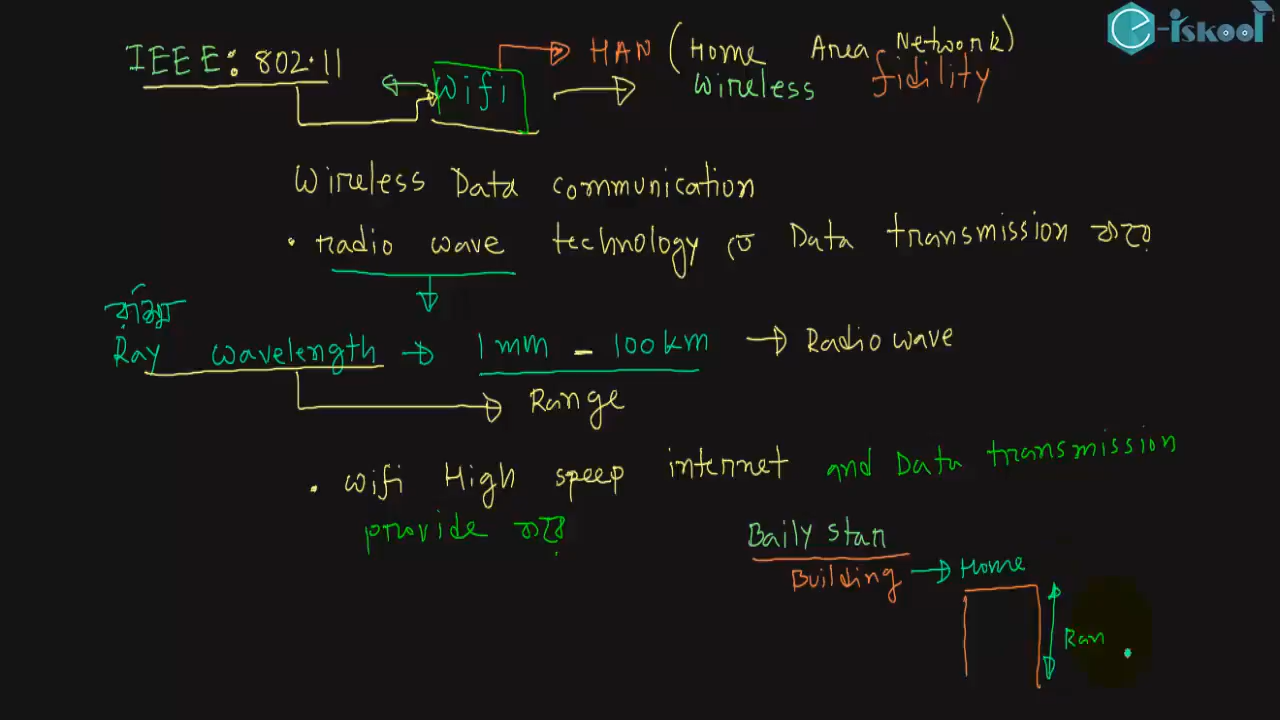 e-iskool
IEEE: 802.11
HAN (Home Area Network)
Wifi
Wireless fidility
Wireless Data communication
• radio wave technology তে Data transmission করে
রশ্মি
Ray wavelength → 1mm - 100km → Radio wave
Range
• wifi High speep internet and Data transmission
provide করে
Baily star
Building → Home
Ran